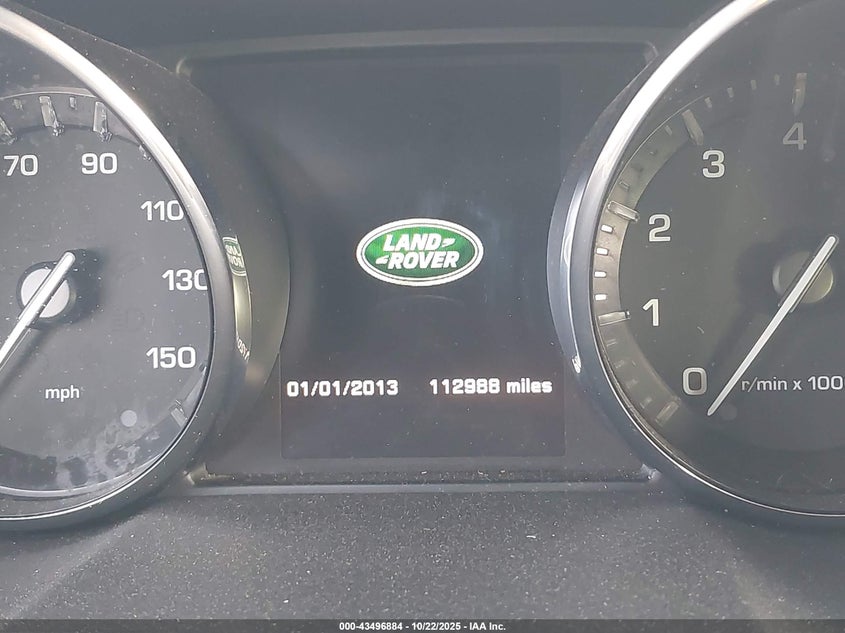 70 90 110 130 150
mph
LAND
ROVER
01/01/2013 112988 miles
0 1 2 3 4
r/min x 100
000-43496884 - 10/22/2025 - IAA Inc.